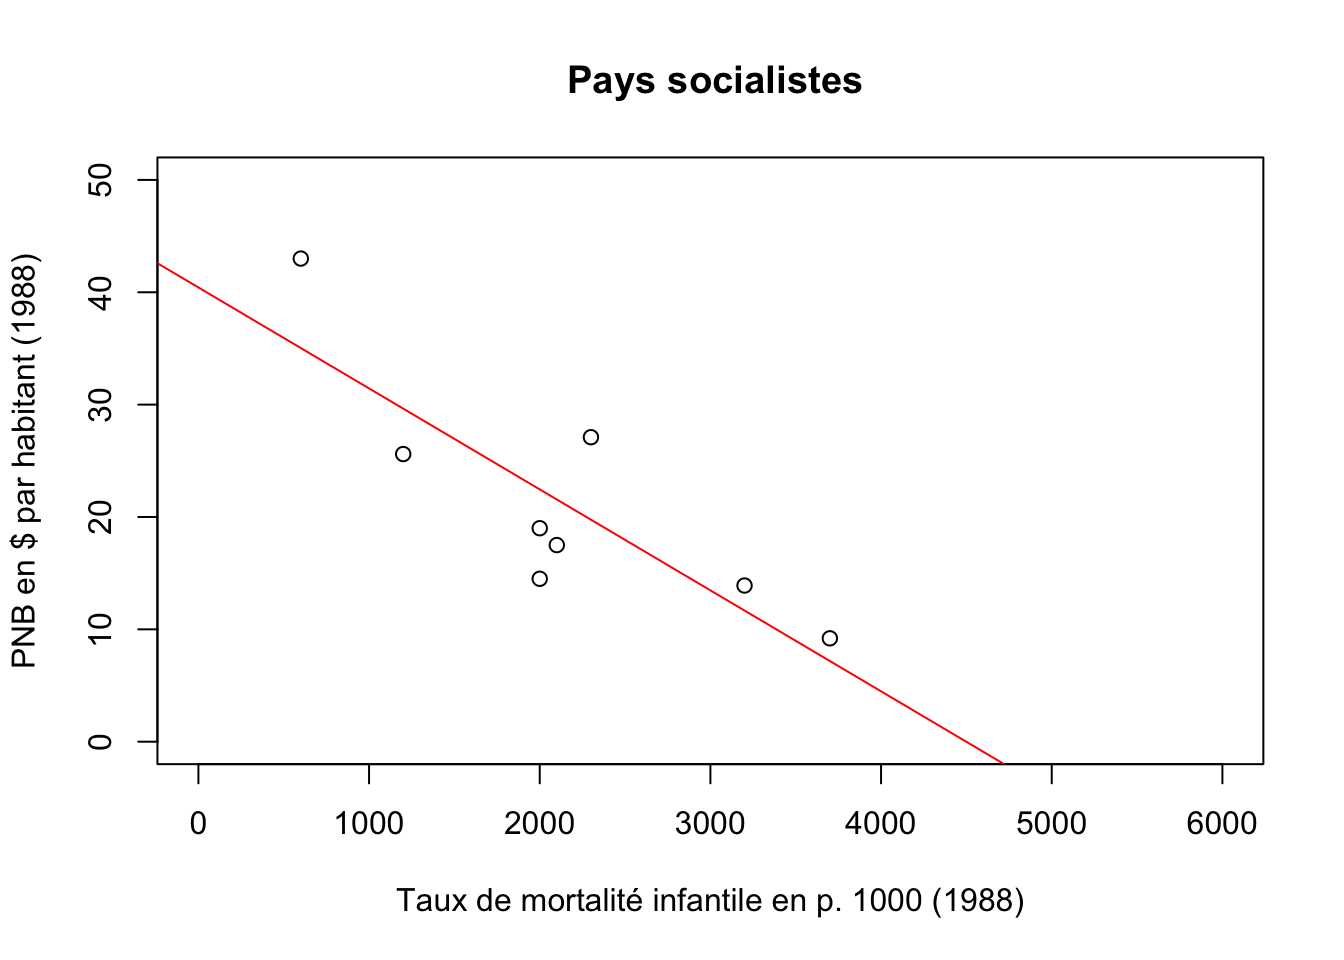 Pays socialistes
PNB en $ par habitant (1988)
50
40
30
20
10
0
0 1000 2000 3000 4000 5000 6000
Taux de mortalité infantile en p. 1000 (1988)